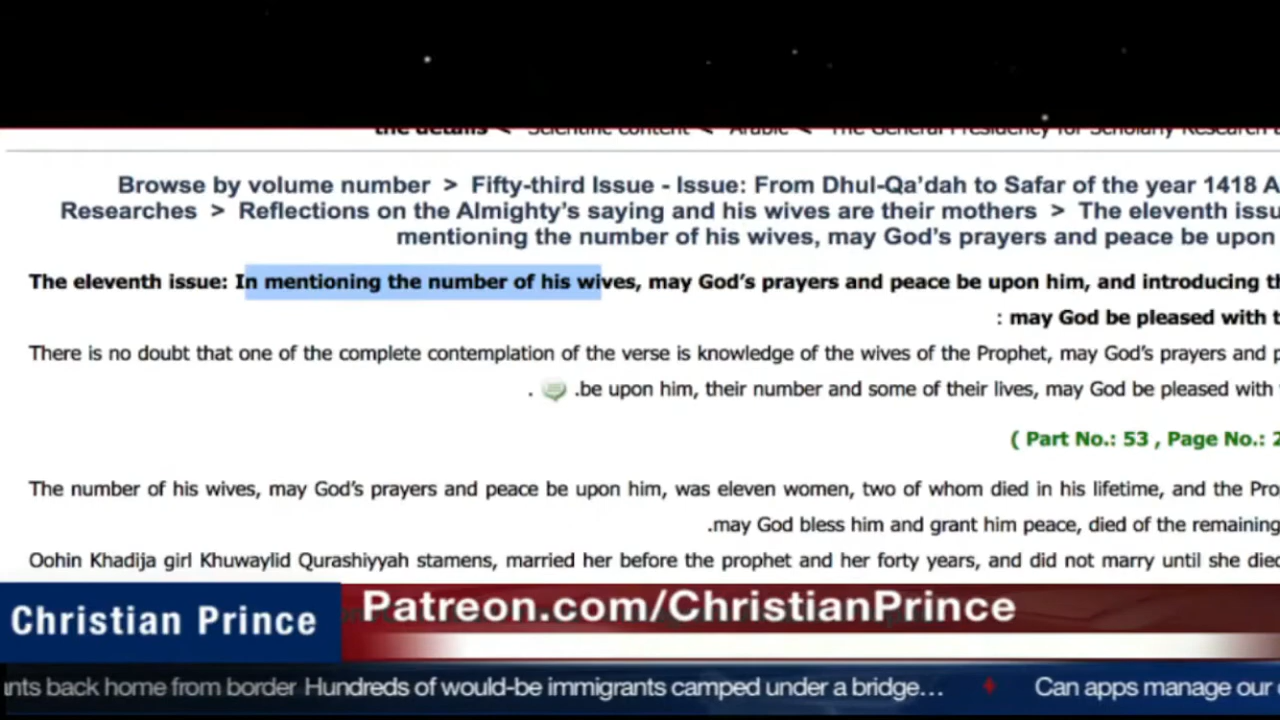 the details < Scientific content < Arabic < The General Presidency for Scholarly Research
Browse by volume number > Fifty-third Issue - Issue: From Dhul-Qa'dah to Safar of the year 1418 A
Researches > Reflections on the Almighty's saying and his wives are their mothers > The eleventh issu
mentioning the number of his wives, may God's prayers and peace be upon
The eleventh issue: In mentioning the number of his wives, may God's prayers and peace be upon him, and introducing th
: may God be pleased with t
There is no doubt that one of the complete contemplation of the verse is knowledge of the wives of the Prophet, may God's prayers and p
. .be upon him, their number and some of their lives, may God be pleased with
( Part No.: 53 , Page No.: 2
The number of his wives, may God's prayers and peace be upon him, was eleven women, two of whom died in his lifetime, and the Pro
.may God bless him and grant him peace, died of the remaining
Oohin Khadija girl Khuwaylid Qurashiyyah stamens, married her before the prophet and her forty years, and did not marry until she died
Christian Prince
Patreon.com/ChristianPrince
nts back home from border Hundreds of would-be immigrants camped under a bridge... Can apps manage our